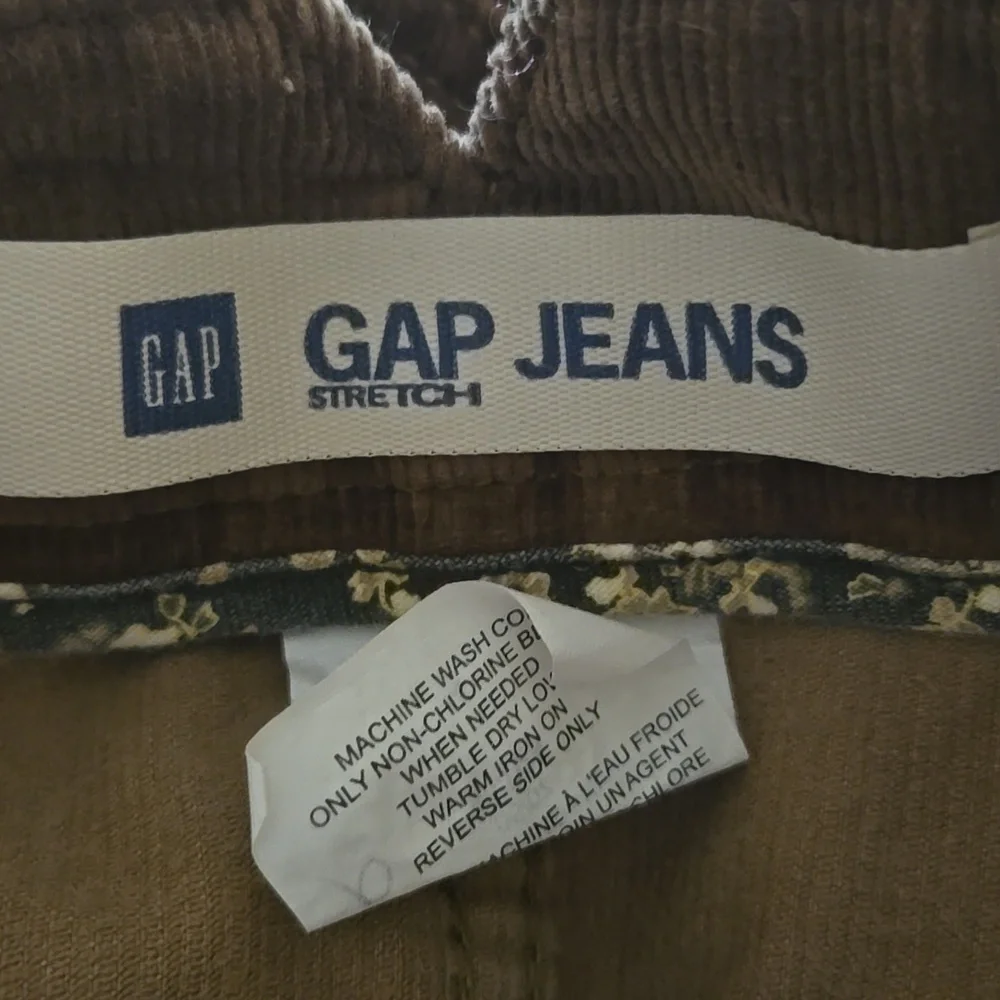 GAP
GAP JEANS
STRETCH
MACHINE WASH CO
ONLY NON-CHLORINE BL
WHEN NEEDED
TUMBLE DRY LOW
WARM IRON ON
REVERSE SIDE ONLY
MACHINE À L'EAU FROIDE
UN AGENT
CHLORE